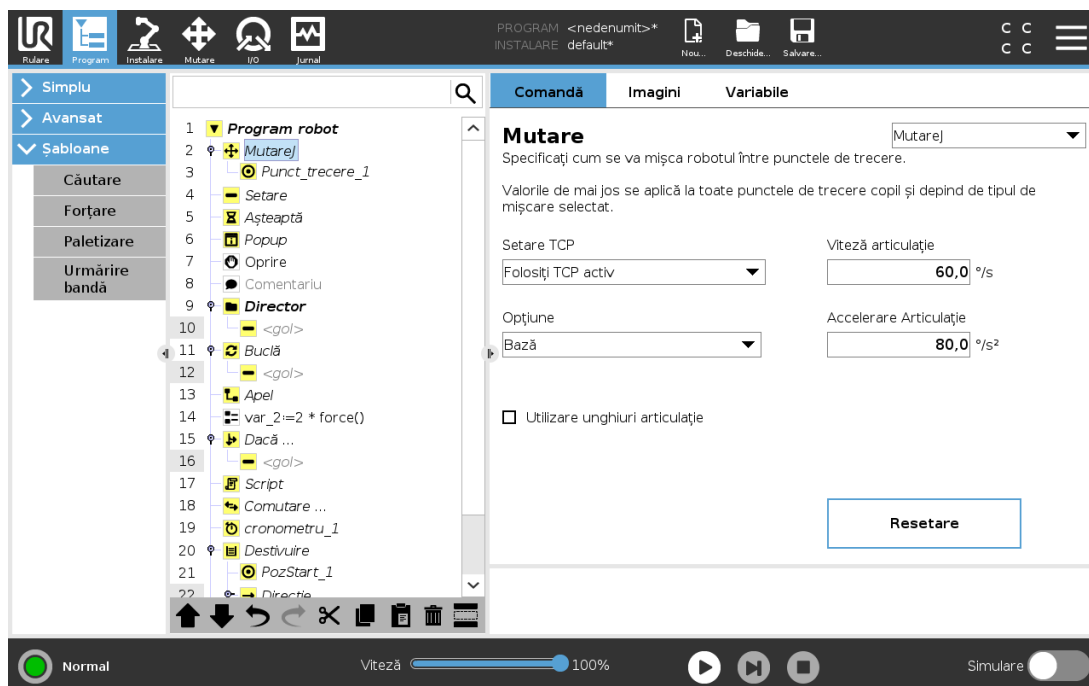 UR
Rulare
Program
Instalare
Mutare
I/O
Jurnal
PROGRAM <nedenumit>*
INSTALARE default*
Nou...
Deschide...
Salvare...
C C
C C
Simplu
Avansat
Șabloane
Căutare
Forțare
Paletizare
Urmărire
bandă
1 Program robot
2 MutareJ
3 Punct_trecere_1
4 Setare
5 Așteaptă
6 Popup
7 Oprire
8 Comentariu
9 Director
10 <gol>
11 Buclă
12 <gol>
13 Apel
14 var_2:=2 * force()
15 Dacă ...
16 <gol>
17 Script
18 Comutare ...
19 cronometru_1
20 Destivuire
21 PozStart_1
22 Direcție
Comandă
Imagini
Variabile
Mutare
MutareJ
Specificați cum se va mișca robotul între punctele de trecere.
Valorile de mai jos se aplică la toate punctele de trecere copil și depind de tipul de
mișcare selectat.
Setare TCP
Viteză articulație
Folosiți TCP activ
60,0 °/s
Opțiune
Accelerare Articulație
Bază
80,0 °/s²
Utilizare unghiuri articulație
Resetare
Normal
Viteză
100%
Simulare